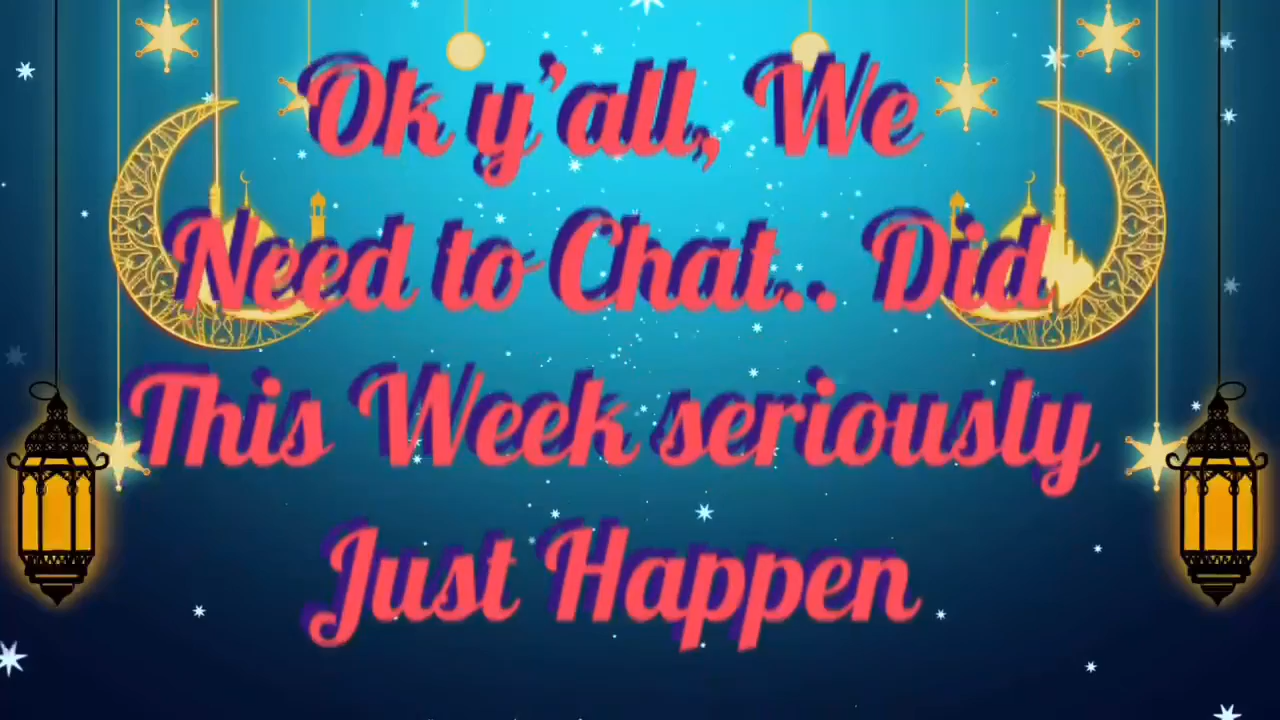 Ok y'all, We
Need to Chat.. Did
This Week seriously
Just Happen